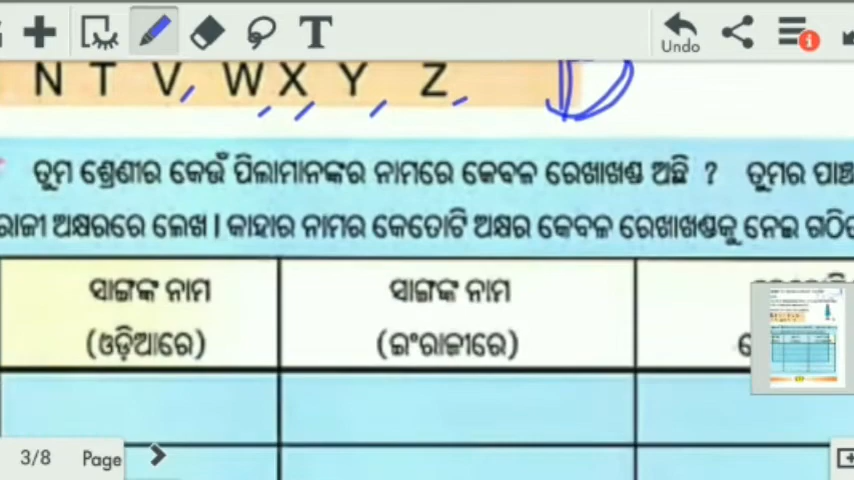 Undo
N T V W X Y Z
ତୁମ ଶ୍ରେଣୀର କେଉଁ ପିଲାମାନଙ୍କର ନାମରେ କେବଳ ରେଖାଖଣ୍ଡ ଅଛି ? ତୁମର ପାଞ୍ଚ
ରାଜୀ ଅକ୍ଷରରେ ଲେଖ । କାହାର ନାମର କେତୋଟି ଅକ୍ଷର କେବଳ ରେଖାଖଣ୍ଡକୁ ନେଇ
ସାଙ୍ଗଙ୍କ ନାମ
(ଓଡ଼ିଆରେ)
ସାଙ୍ଗଙ୍କ ନାମ
(ଇଂରାଜୀରେ)
3/8 Page